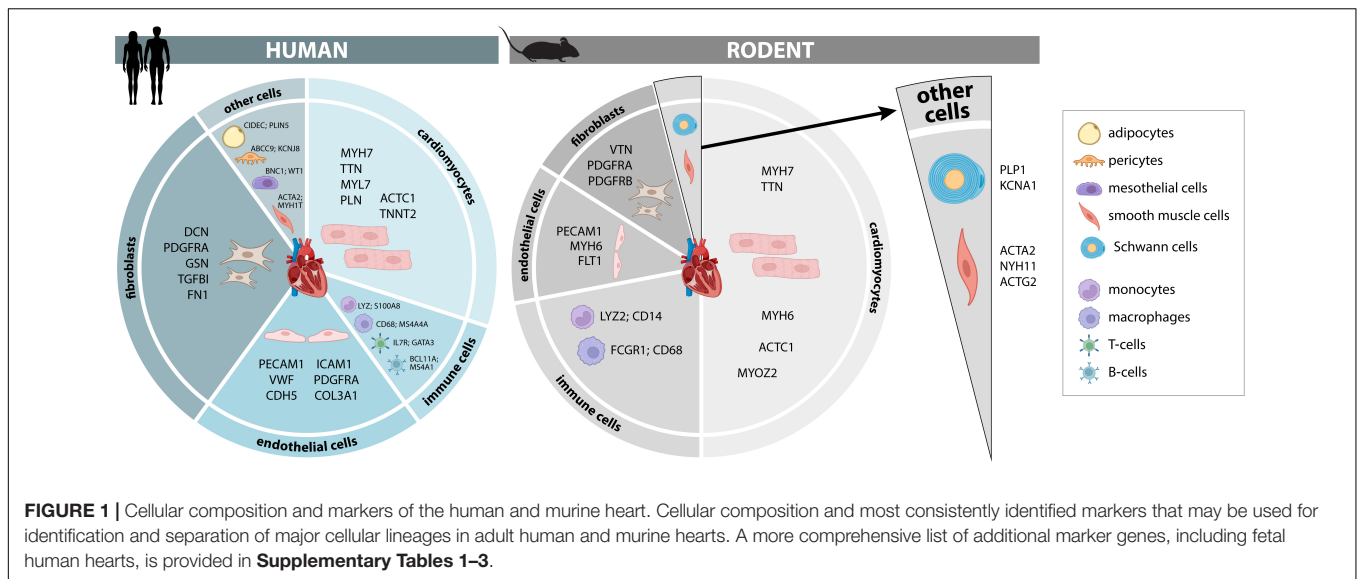 HUMAN
RODENT
other cells
CIDEC; PLIN5
ABCC9; KCNJ8
BNC1; WT1
ACTA2;
MYH1T
cardiomyocytes
MYH7
TTN
MYL7
PLN
ACTC1
TNNT2
fibroblasts
DCN
PDGFRA
GSN
TGFBI
FN1
LYZ; S100A8
CD68; MS4A4A
IL7R; GATA3
BCL11A;
MS4A1
immune cells
PECAM1
VWF
CDH5
ICAM1
PDGFRA
COL3A1
endothelial cells
fibroblasts
VTN
PDGFRA
PDGFRB
endothelial cells
PECAM1
MYH6
FLT1
LYZ2; CD14
FCGR1; CD68
immune cells
MYH7
TTN
cardiomyocytes
MYH6
ACTC1
MYOZ2
other
cells
PLP1
KCNA1
ACTA2
NYH11
ACTG2
adipocytes
pericytes
mesothelial cells
smooth muscle cells
Schwann cells
monocytes
macrophages
T-cells
B-cells
FIGURE 1 | Cellular composition and markers of the human and murine heart. Cellular composition and most consistently identified markers that may be used for
identification and separation of major cellular lineages in adult human and murine hearts. A more comprehensive list of additional marker genes, including fetal
human hearts, is provided in Supplementary Tables 1–3.